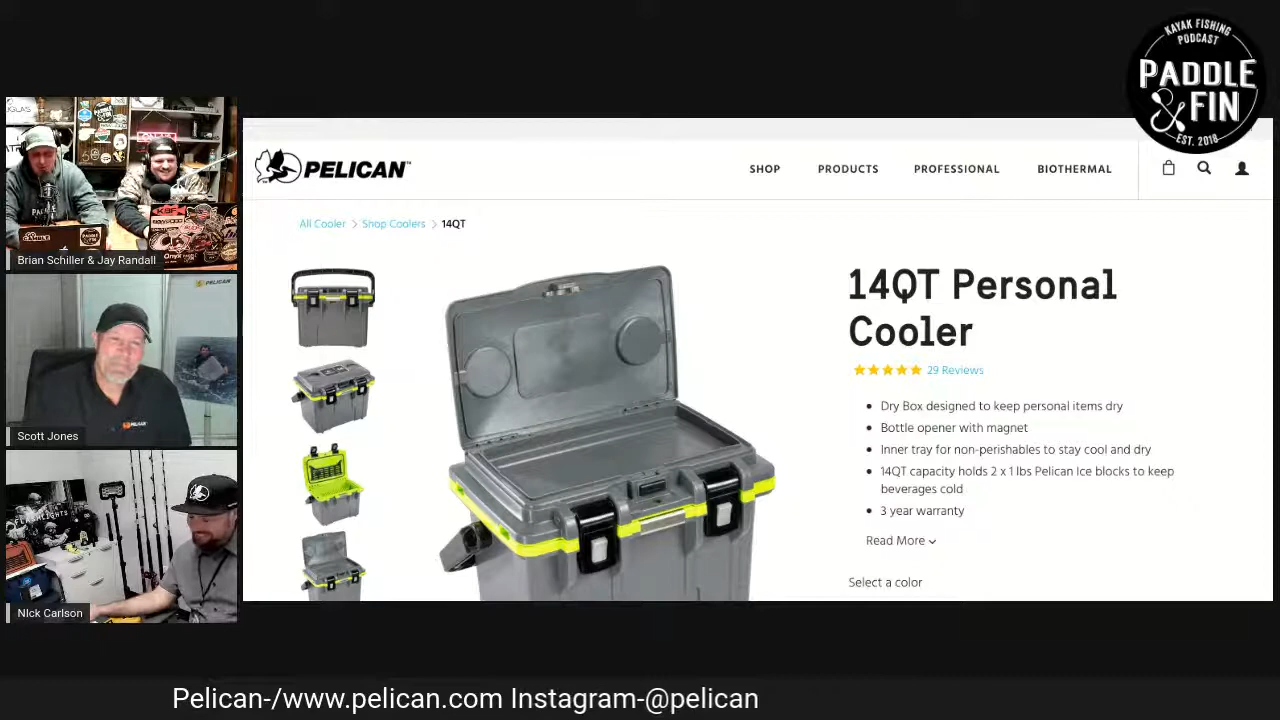 KAYAK FISHING
PODCAST
PADDLE
& FIN
EST. 2018
PELICAN™
SHOP
PRODUCTS
PROFESSIONAL
BIOTHERMAL
All Cooler > Shop Coolers > 14QT
14QT Personal
Cooler
29 Reviews
• Dry Box designed to keep personal items dry
• Bottle opener with magnet
• Inner tray for non-perishables to stay cool and dry
• 14QT capacity holds 2 x 1 lbs Pelican Ice blocks to keep
beverages cold
• 3 year warranty
Read More
Select a color
Brian Schiller & Jay Randall
PELICAN
Scott Jones
FLASHLIGHTS
Nick Carlson
Pelican-/www.pelican.com Instagram-@pelican